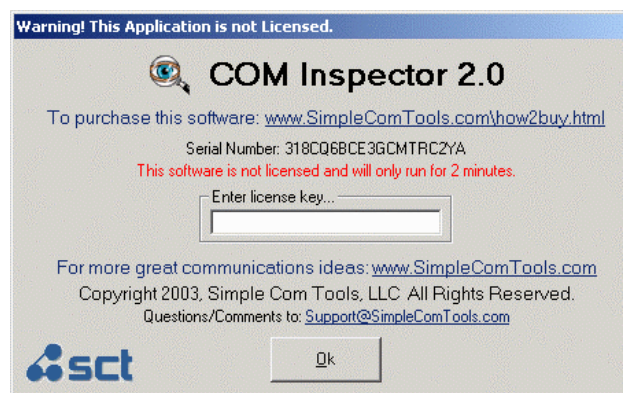 Warning! This Application is not Licensed.
COM Inspector 2.0
To purchase this software: www.SimpleComTools.com\how2buy.html
Serial Number: 318CQ6BCE3GCMTRC2YA
This software is not licensed and will only run for 2 minutes.
Enter license key...
For more great communications ideas: www.SimpleComTools.com
Copyright 2003, Simple Com Tools, LLC All Rights Reserved.
Questions/Comments to: Support@SimpleComTools.com
sct
Ok